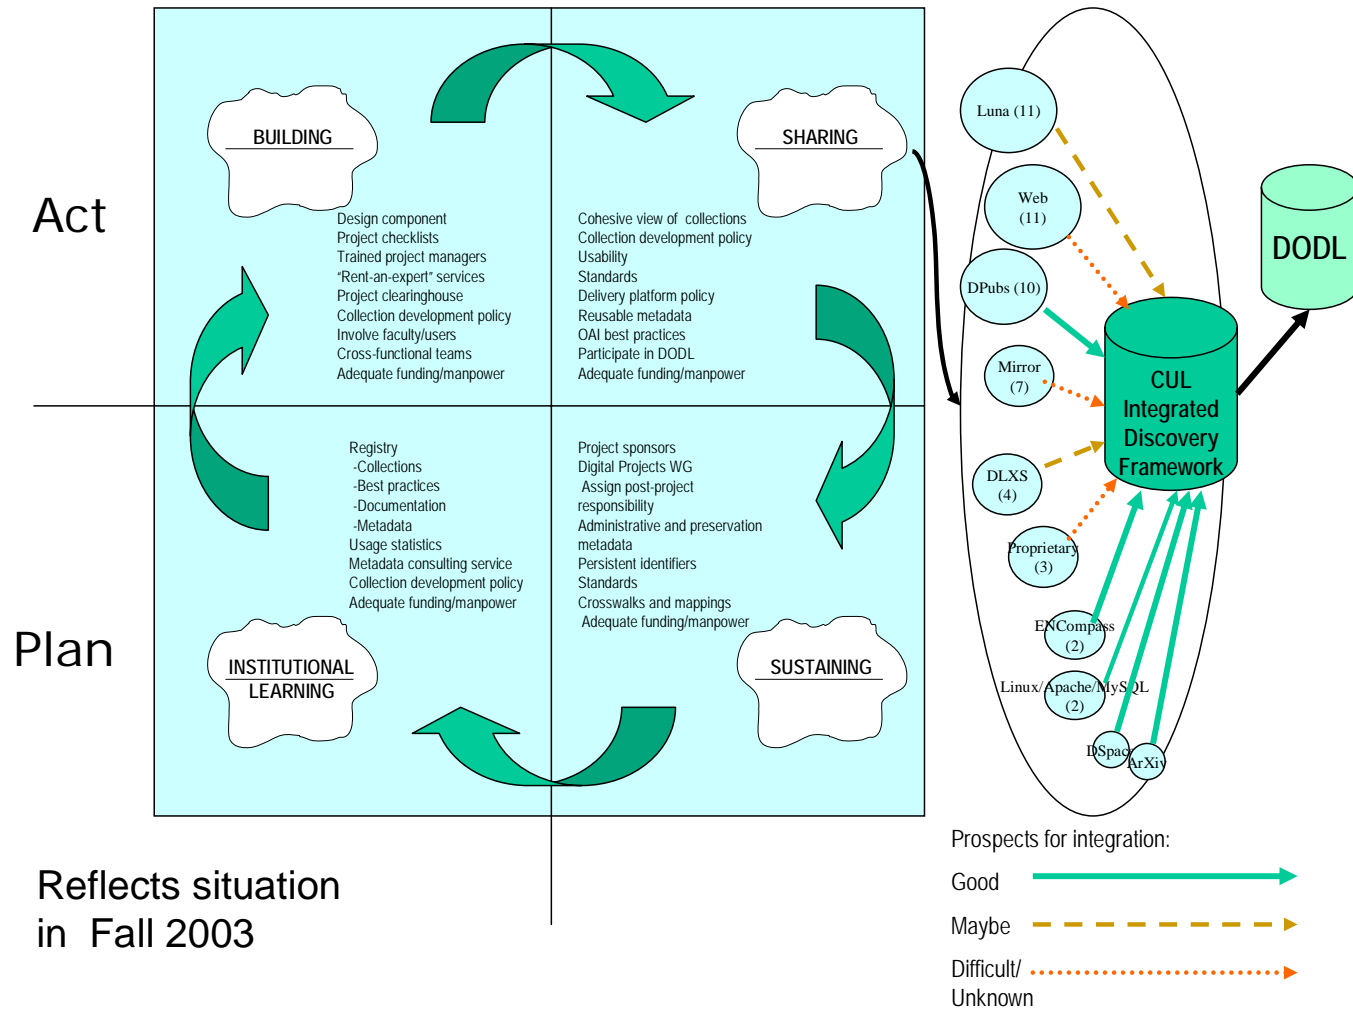 Act
BUILDING
Design component
Project checklists
Trained project managers
“Rent-an-expert” services
Project clearinghouse
Collection development policy
Involve faculty/users
Cross-functional teams
Adequate funding/manpower
SHARING
Cohesive view of collections
Collection development policy
Usability
Standards
Delivery platform policy
Reusable metadata
OAI best practices
Participate in DODL
Adequate funding/manpower
Plan
Registry
-Collections
-Best practices
-Documentation
-Metadata
Usage statistics
Metadata consulting service
Collection development policy
Adequate funding/manpower
INSTITUTIONAL
LEARNING
Project sponsors
Digital Projects WG
Assign post-project
responsibility
Administrative and preservation
metadata
Persistent identifiers
Standards
Crosswalks and mappings
Adequate funding/manpower
SUSTAINING
Luna (11)
Web
(11)
DPubs (10)
Mirror
(7)
DLXS
(4)
Proprietary
(3)
ENCompass
(2)
Linux/Apache/MySQL
(2)
DSpac
ArXiv
CUL
Integrated
Discovery
Framework
DODL
Reflects situation
in Fall 2003
Prospects for integration:
Good
Maybe
Difficult/
Unknown